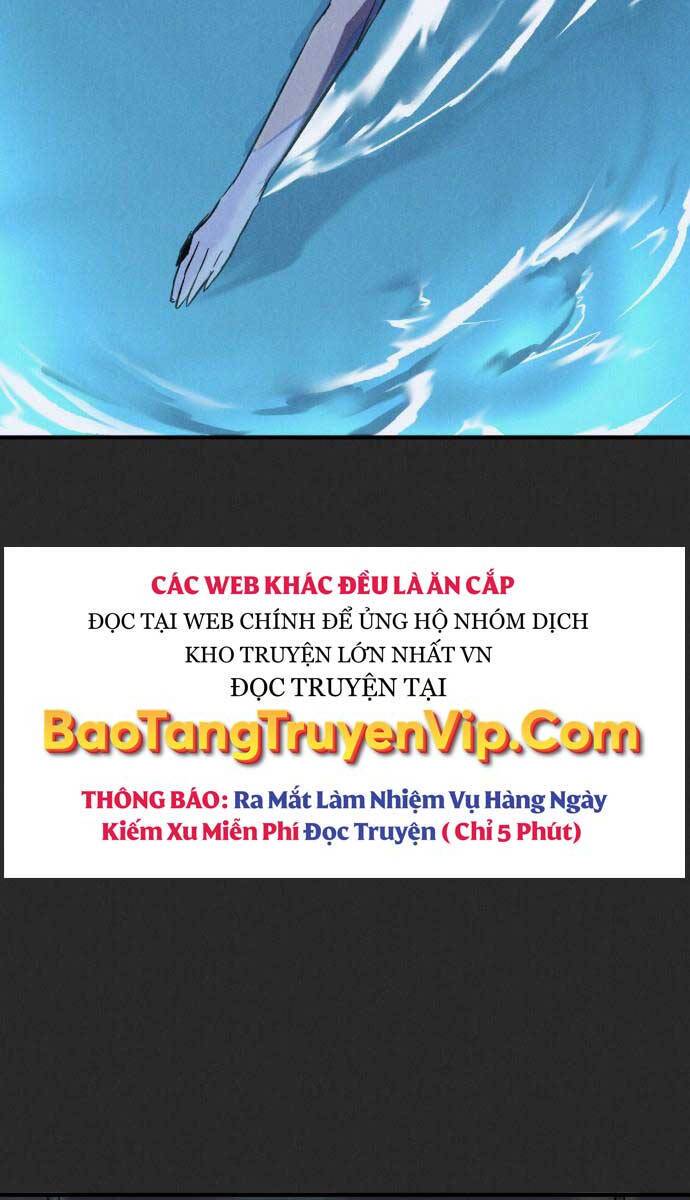 CÁC WEB KHÁC ĐỀU LÀ ĂN CẮP
ĐỌC TẠI WEB CHÍNH ĐỂ ỦNG HỘ NHÓM DỊCH
KHO TRUYỆN LỚN NHẤT VN
ĐỌC TRUYỆN TẠI
BaoTangTruyenVip.Com
THÔNG BÁO: Ra Mắt Làm Nhiệm Vụ Hàng Ngày
Kiếm Xu Miễn Phí Đọc Truyện ( Chỉ 5 Phút)